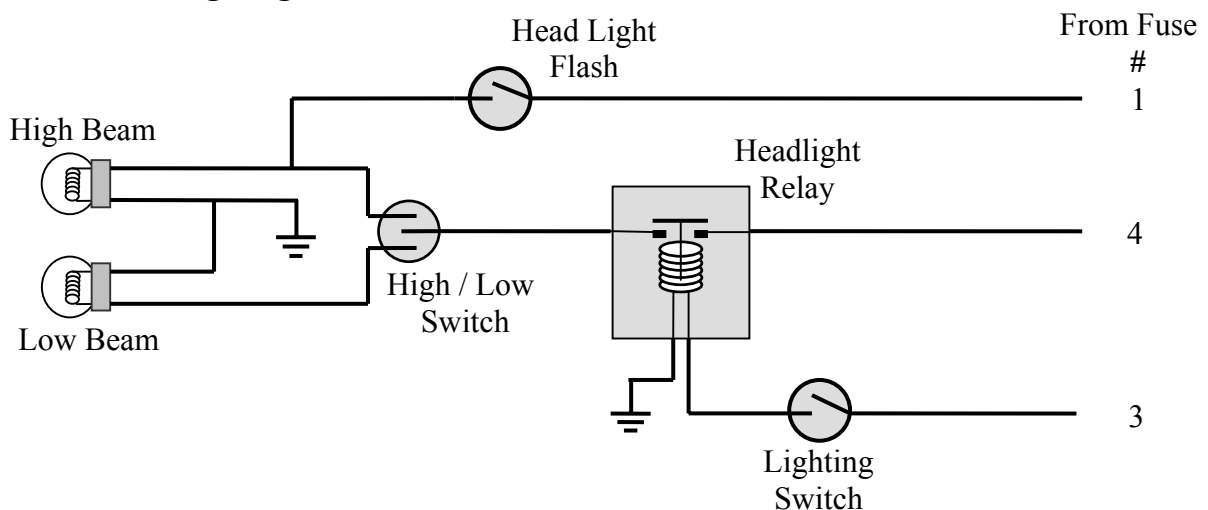 From Fuse
#
Head Light
Flash
1
High Beam
Headlight
Relay
4
High / Low
Switch
Low Beam
3
Lighting
Switch